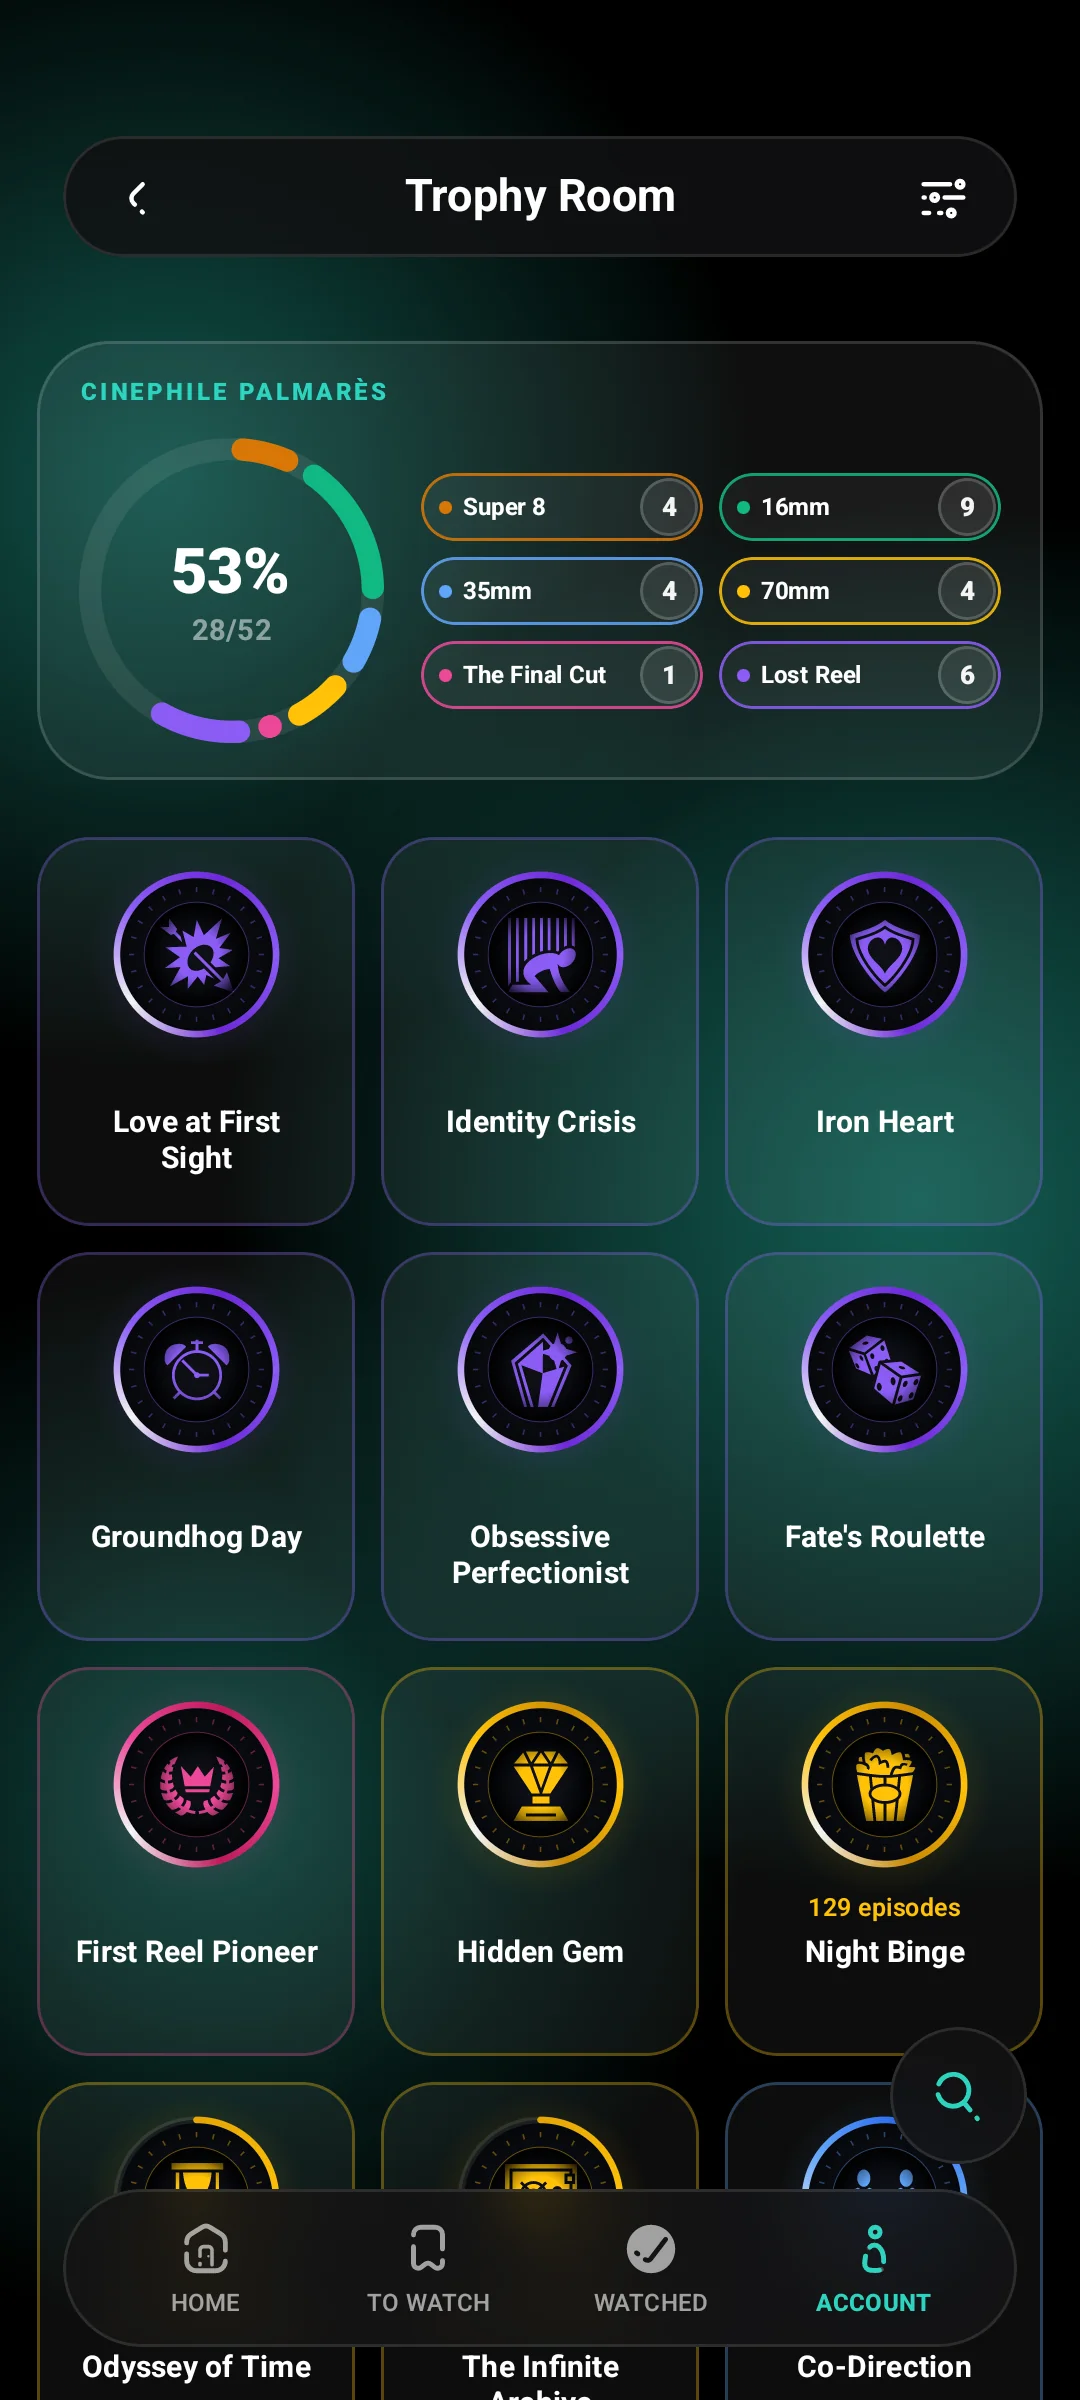 Trophy Room
CINEPHILE PALMARÈS
53%
28/52
Super 8 4
16mm 9
35mm 4
70mm 4
The Final Cut 1
Lost Reel 6
Love at First
Sight
Identity Crisis
Iron Heart
Groundhog Day
Obsessive
Perfectionist
Fate's Roulette
First Reel Pioneer
Hidden Gem
129 episodes
Night Binge
HOME
TO WATCH
WATCHED
ACCOUNT
Odyssey of Time
The Infinite
Archive
Co-Direction